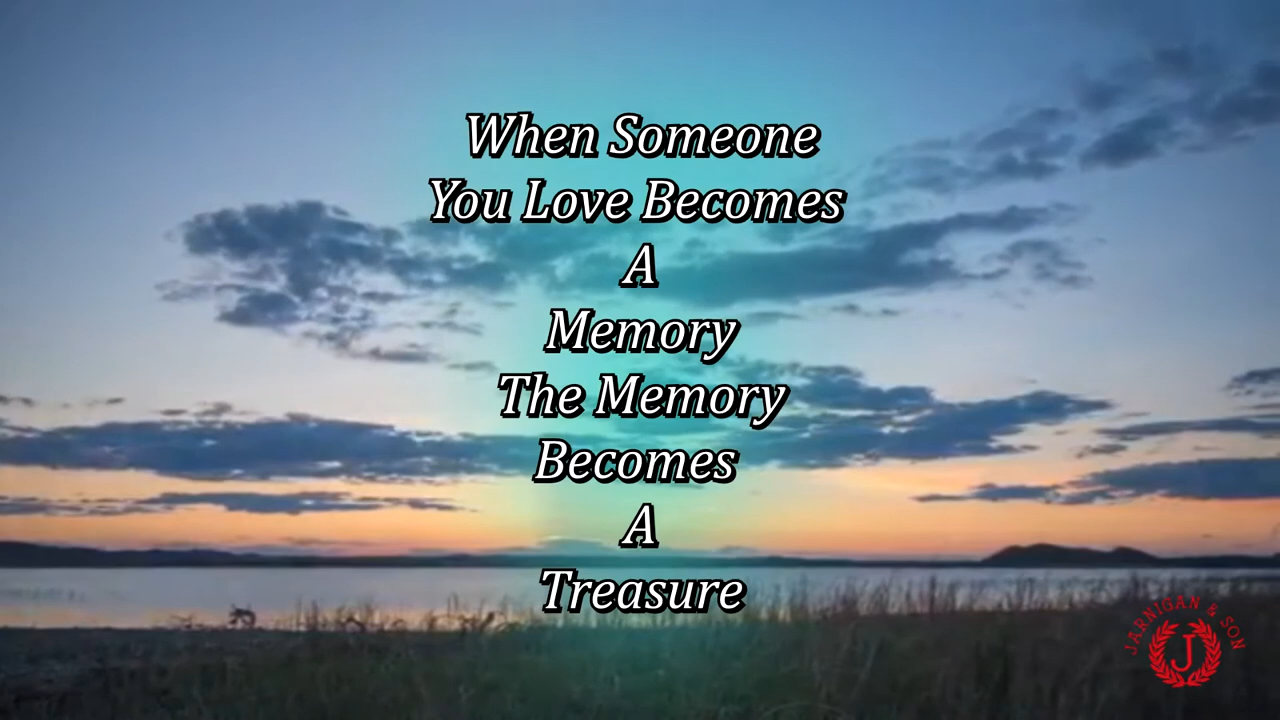 When Someone
You Love Becomes
A
Memory
The Memory
Becomes
A
Treasure
JARNIGAN & SON
J